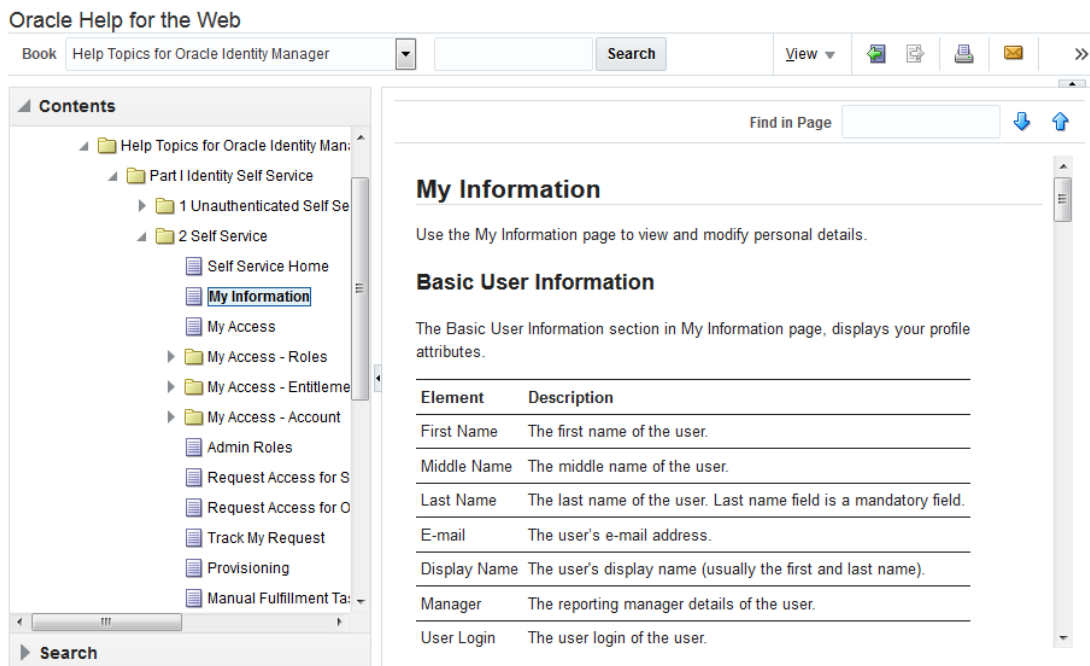 Oracle Help for the Web
Book Help Topics for Oracle Identity Manager Search View
Contents
Help Topics for Oracle Identity Man
Part I Identity Self Service
1 Unauthenticated Self Se
2 Self Service
Self Service Home
My Information
My Access
My Access - Roles
My Access - Entitleme
My Access - Account
Admin Roles
Request Access for S
Request Access for O
Track My Request
Provisioning
Manual Fulfillment Ta
Search
Find in Page
My Information
Use the My Information page to view and modify personal details.
Basic User Information
The Basic User Information section in My Information page, displays your profile
attributes.
Element Description
First Name The first name of the user.
Middle Name The middle name of the user.
Last Name The last name of the user. Last name field is a mandatory field.
E-mail The user's e-mail address.
Display Name The user's display name (usually the first and last name).
Manager The reporting manager details of the user.
User Login The user login of the user.